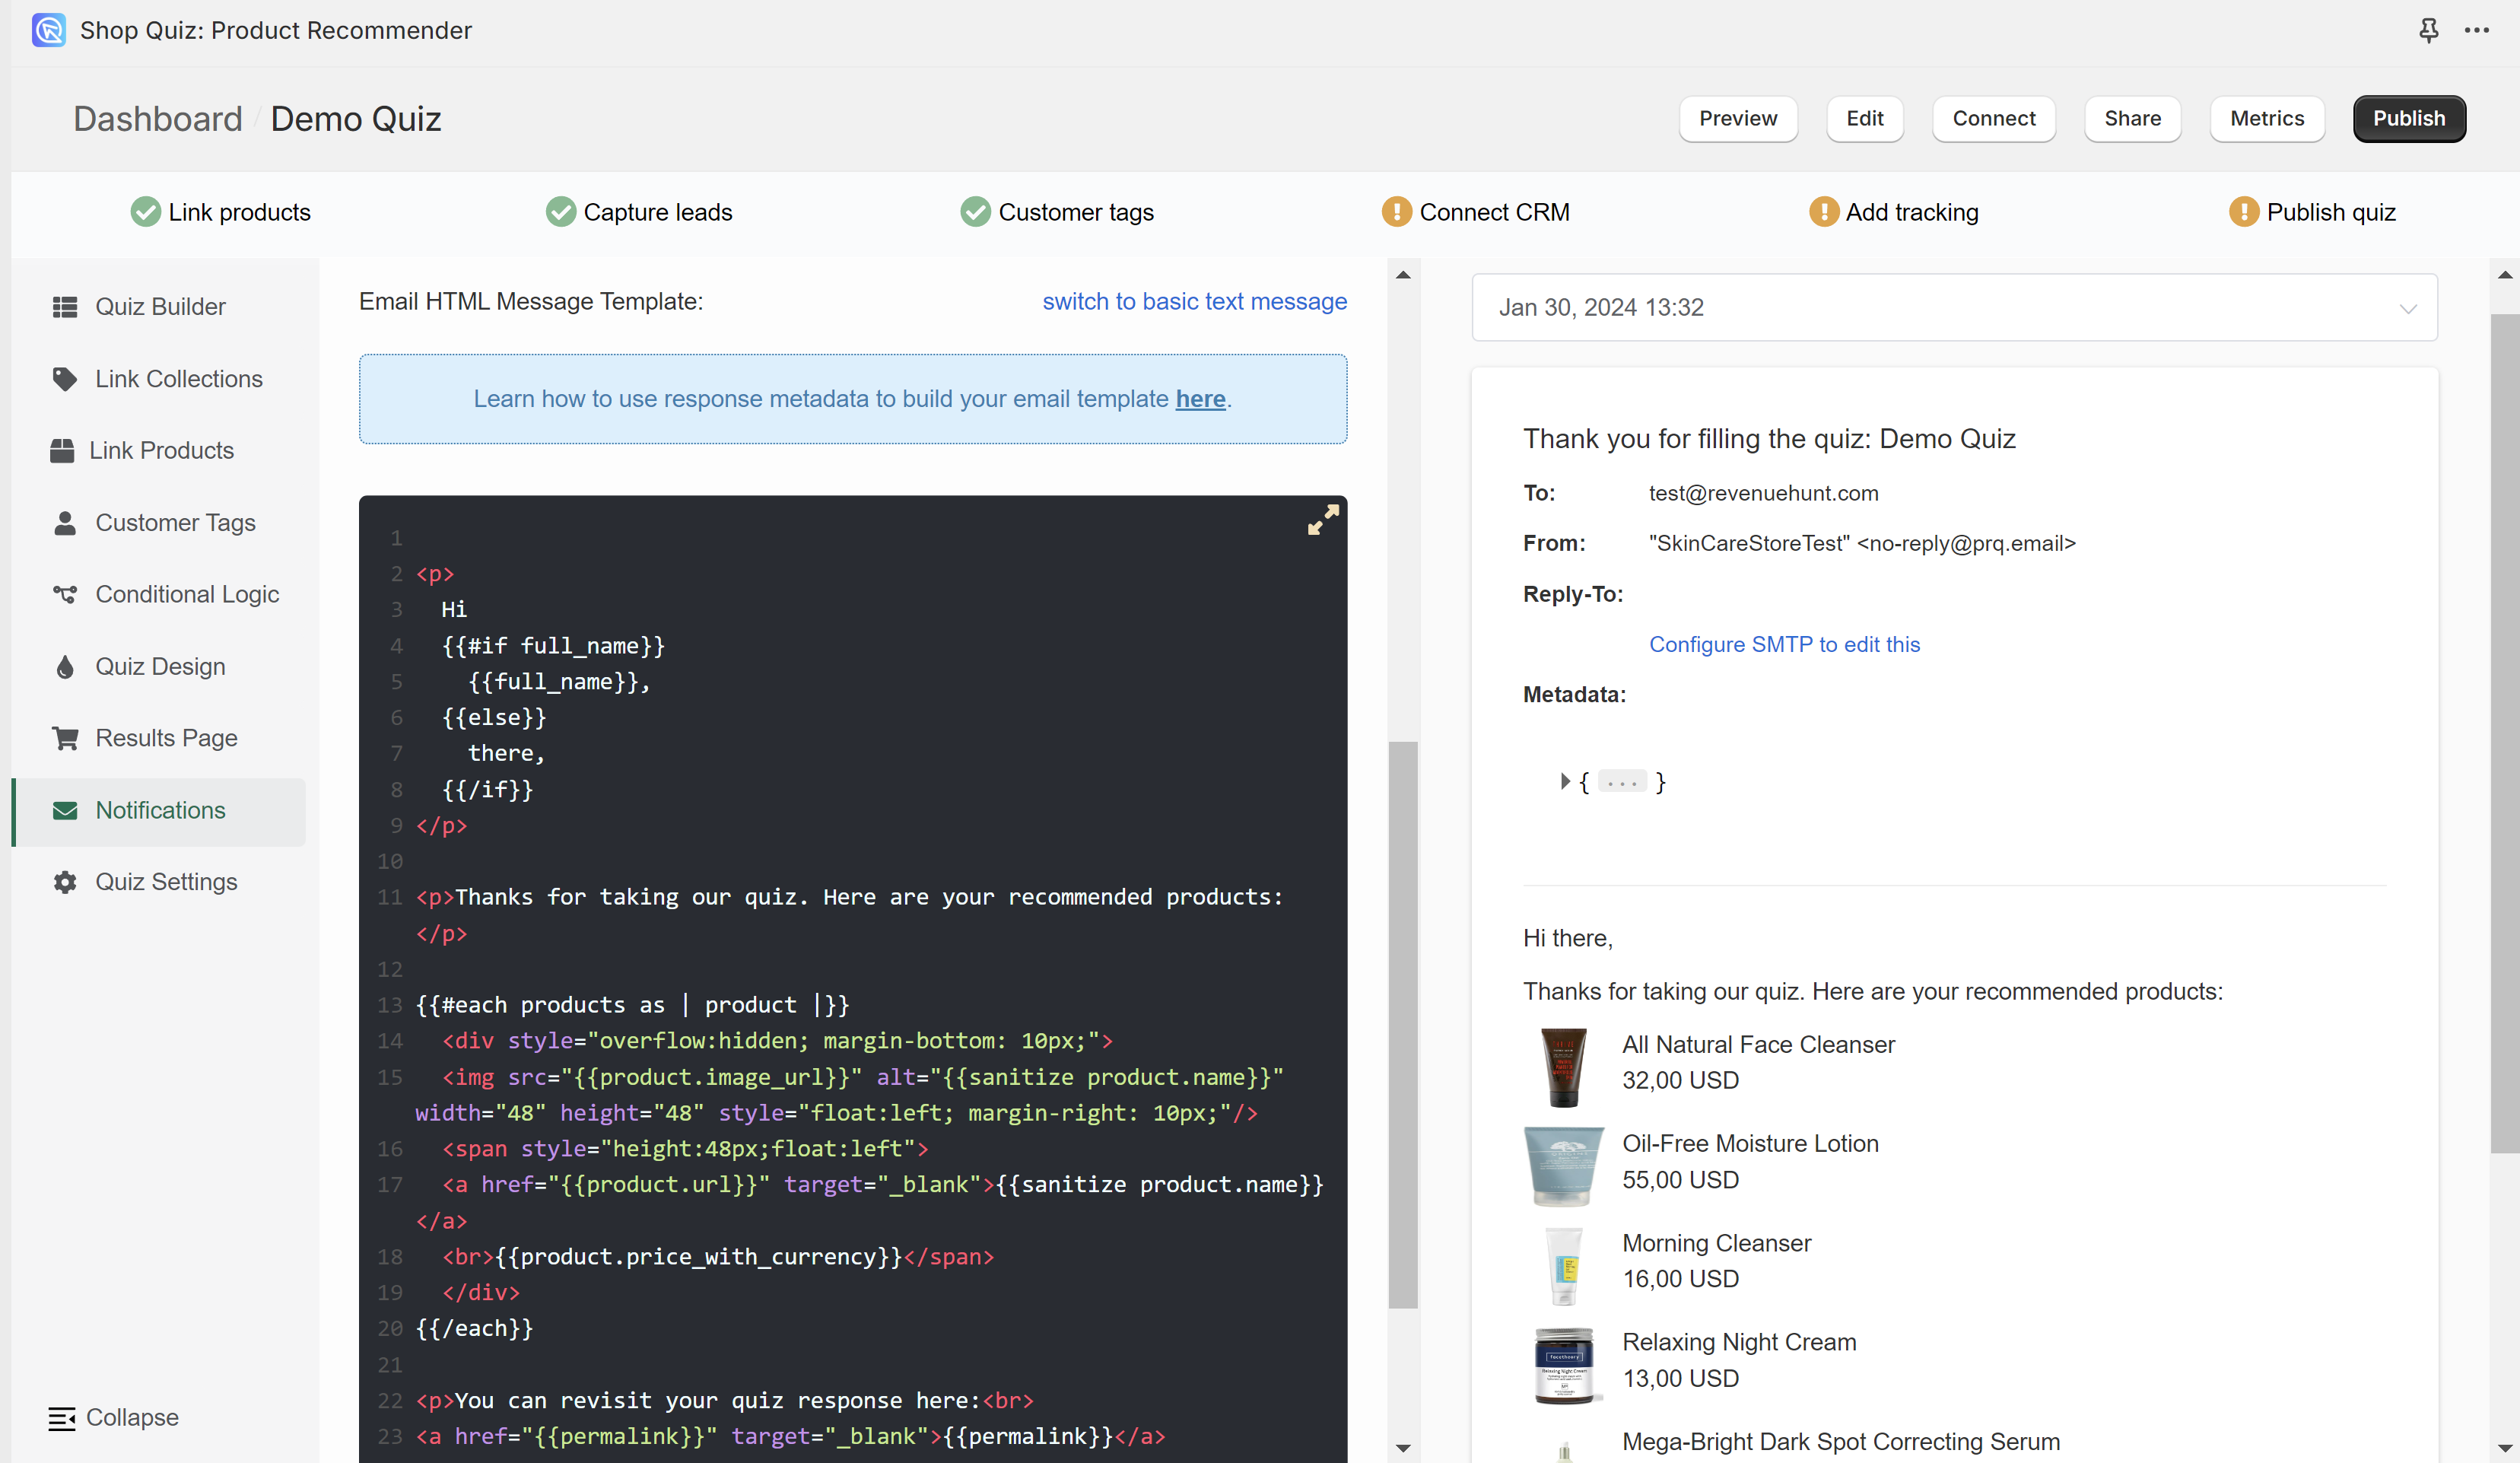 Shop Quiz: Product Recommender
Dashboard / Demo Quiz
Preview
Edit
Connect
Share
Metrics
Publish
Link products
Capture leads
Customer tags
Connect CRM
Add tracking
Publish quiz
Quiz Builder
Link Collections
Link Products
Customer Tags
Conditional Logic
Quiz Design
Results Page
Notifications
Quiz Settings
Collapse
Email HTML Message Template:
switch to basic text message
Learn how to use response metadata to build your email template here.
1
2 <p>
3 Hi
4 {{#if full_name}}
5 {{full_name}},
6 {{else}}
7 there,
8 {{/if}}
9 </p>
10
11 <p>Thanks for taking our quiz. Here are your recommended products:
</p>
12
13 {{#each products as | product |}}
14 <div style="overflow:hidden; margin-bottom: 10px;">
15 <img src="{{product.image_url}}" alt="{{sanitize product.name}}"
width="48" height="48" style="float:left; margin-right: 10px;"/>
16 <span style="height:48px;float:left">
17 <a href="{{product.url}}" target="_blank">{{sanitize product.name}}
</a>
18 <br>{{product.price_with_currency}}</span>
19 </div>
20 {{/each}}
21
22 <p>You can revisit your quiz response here:<br>
23 <a href="{{permalink}}" target="_blank">{{permalink}}</a>
Jan 30, 2024 13:32
Thank you for filling the quiz: Demo Quiz
To: test@revenuehunt.com
From: "SkinCareStoreTest" <no-reply@prq.email>
Reply-To:
Configure SMTP to edit this
Metadata:
{ ... }
Hi there,
Thanks for taking our quiz. Here are your recommended products:
All Natural Face Cleanser
32,00 USD
Oil-Free Moisture Lotion
55,00 USD
Morning Cleanser
16,00 USD
Relaxing Night Cream
13,00 USD
Mega-Bright Dark Spot Correcting Serum